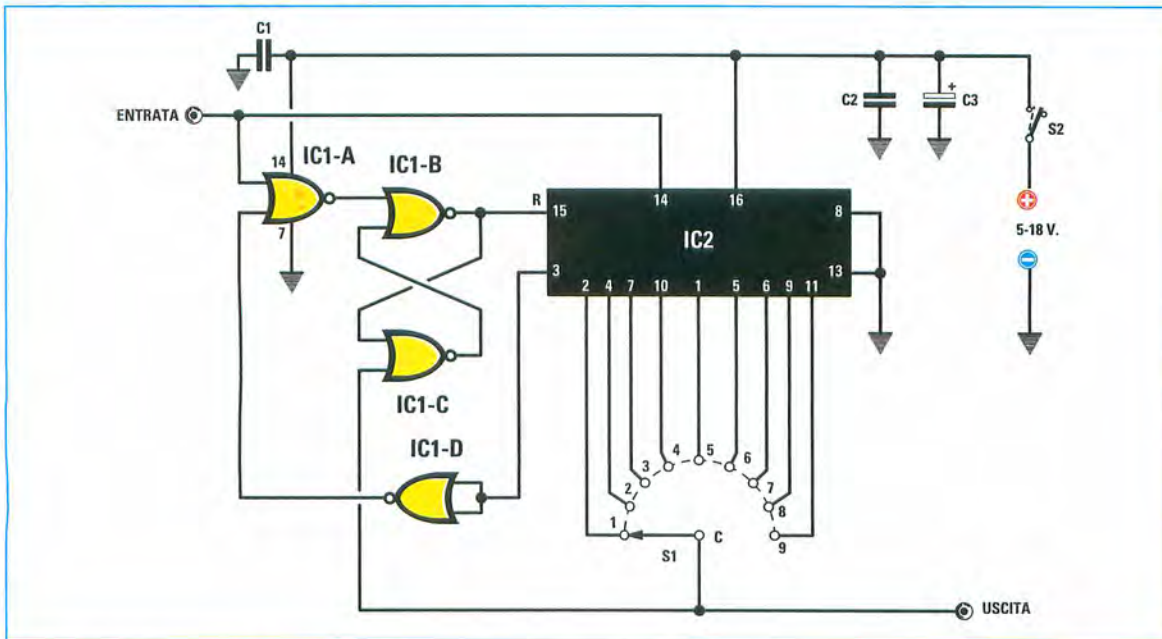 C1
ENTRATA
14
IC1-A
7
IC1-B
IC1-C
IC1-D
R
15
14
16
8
IC2
3
13
2 4 7 10 1 5 6 9 11
1
2
3
4
5
6
7
8
9
S1
C
C2
+
C3
S2
+
5-18 V.
−
USCITA